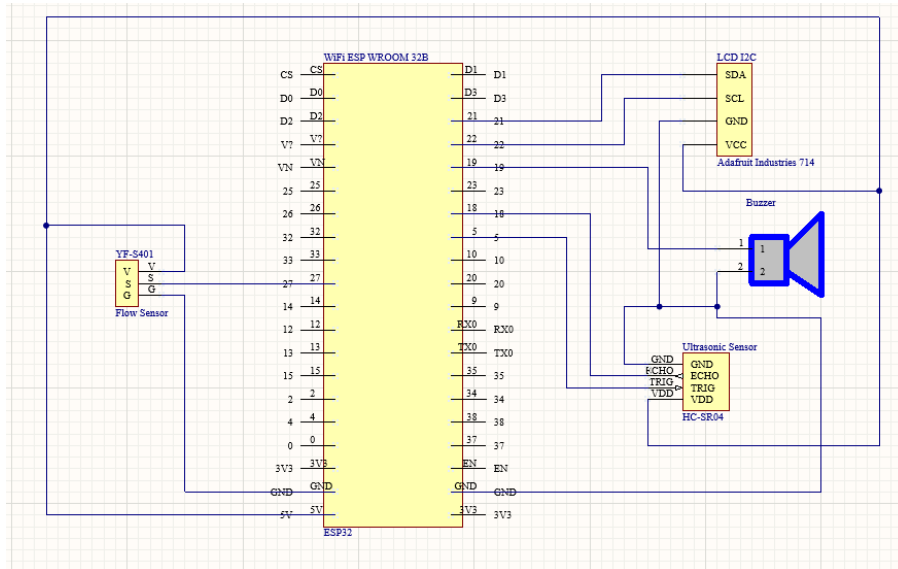 WiFi ESP WROOM 32B
CS CS D1 D1
D0 D0 D3 D3
D2 D2 21 21
V? V? 22 22
VN VN 19 19
25 25 23 23
26 26 18 18
32 32 5 5
33 33 10 10
27 27 20 20
14 14 9 9
12 12 RX0 RX0
13 13 TX0 TX0
15 15 35 35
2 2 34 34
4 4 38 38
0 0 37 37
3V3 3V3 EN EN
GND GND GND GND
5V 5V 3V3 3V3
ESP32
YF-S401
V V
S S
G G
Flow Sensor
LCD I2C
SDA
SCL
GND
VCC
Adafruit Industries 714
Buzzer
1 1
2 2
Ultrasonic Sensor
GND GND
ECHO ECHO
TRIG TRIG
VDD VDD
HC-SR04